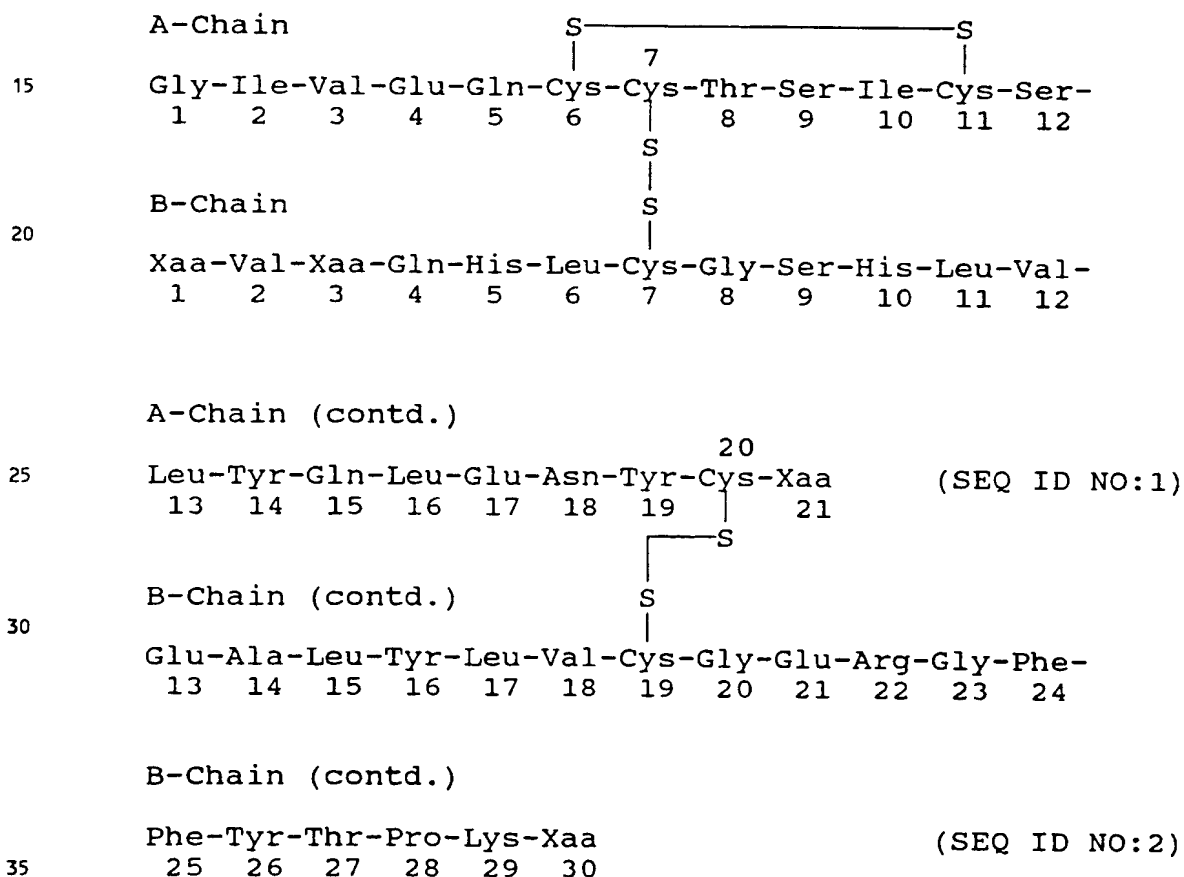 A-Chain
S S
7
15 Gly-Ile-Val-Glu-Gln-Cys-Cys-Thr-Ser-Ile-Cys-Ser-
1 2 3 4 5 6 8 9 10 11 12
S
B-Chain S
20
Xaa-Val-Xaa-Gln-His-Leu-Cys-Gly-Ser-His-Leu-Val-
1 2 3 4 5 6 7 8 9 10 11 12
A-Chain (contd.)
20
25 Leu-Tyr-Gln-Leu-Glu-Asn-Tyr-Cys-Xaa (SEQ ID NO:1)
13 14 15 16 17 18 19 21
S
B-Chain (contd.) S
30
Glu-Ala-Leu-Tyr-Leu-Val-Cys-Gly-Glu-Arg-Gly-Phe-
13 14 15 16 17 18 19 20 21 22 23 24
B-Chain (contd.)
Phe-Tyr-Thr-Pro-Lys-Xaa (SEQ ID NO:2)
35 25 26 27 28 29 30